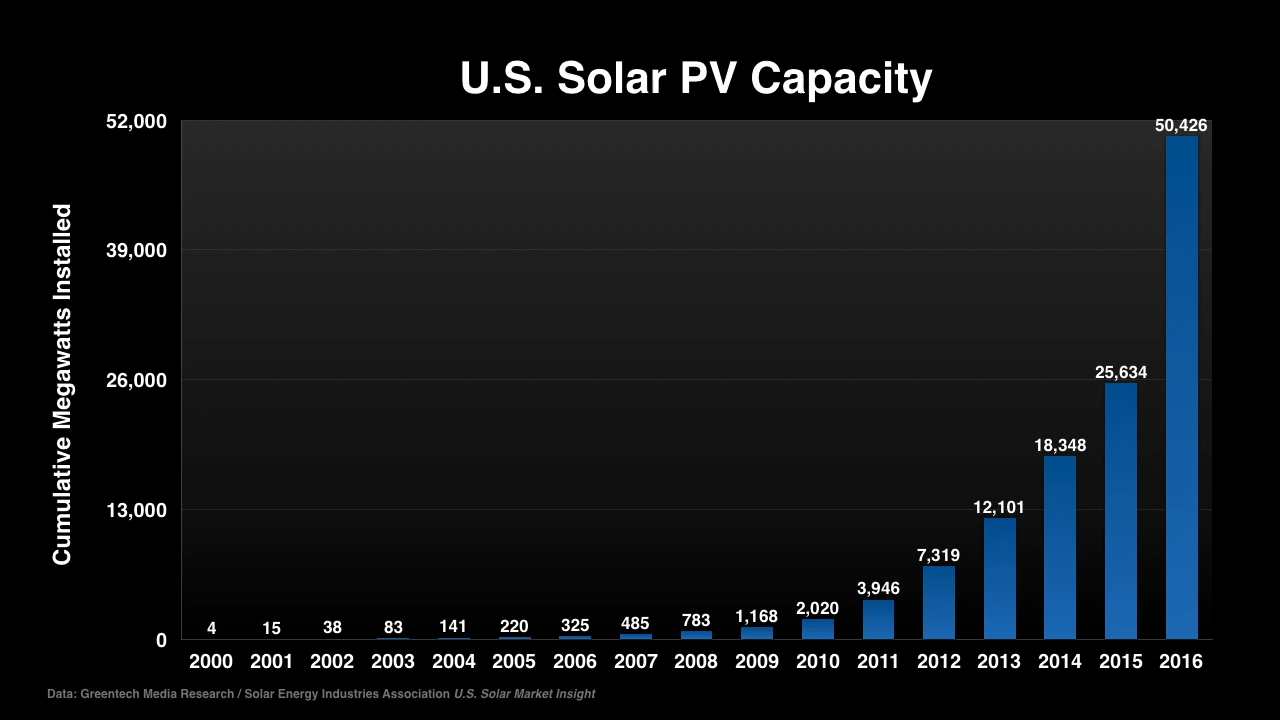 U.S. Solar PV Capacity
Cumulative Megawatts Installed
52,000
39,000
26,000
13,000
0
4 15 38 83 141 220 325 485 783 1,168 2,020 3,946 7,319 12,101 18,348 25,634 50,426
2000 2001 2002 2003 2004 2005 2006 2007 2008 2009 2010 2011 2012 2013 2014 2015 2016
Data: Greentech Media Research / Solar Energy Industries Association U.S. Solar Market Insight